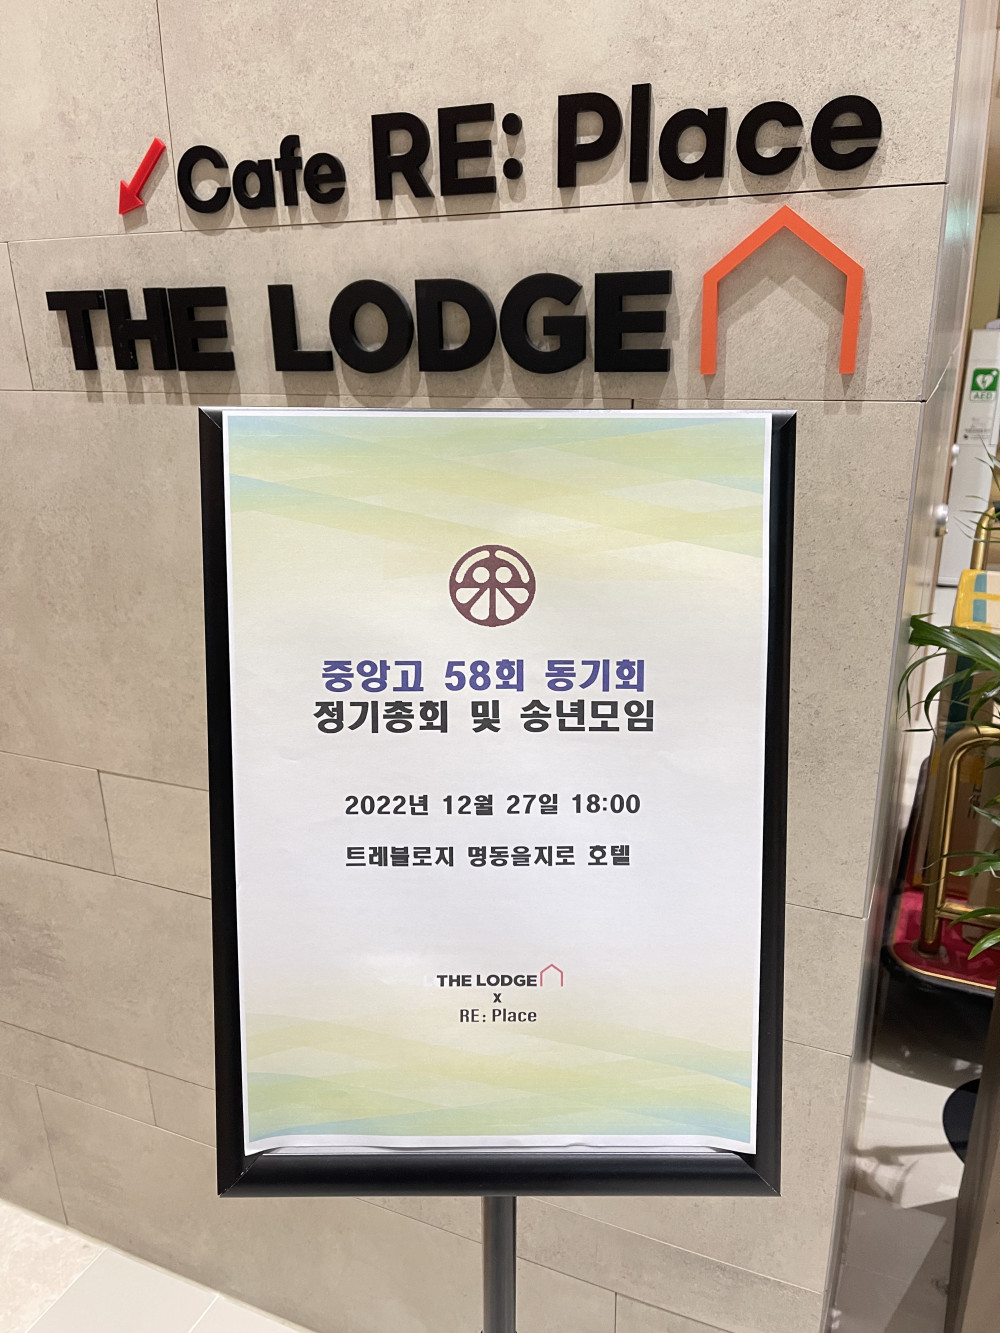 Cafe RE: Place
THE LODGE
AED
중앙고 58회 동기회
정기총회 및 송년모임
2022년 12월 27일 18:00
트레블로지 명동을지로 호텔
THE LODGE
x
RE: Place